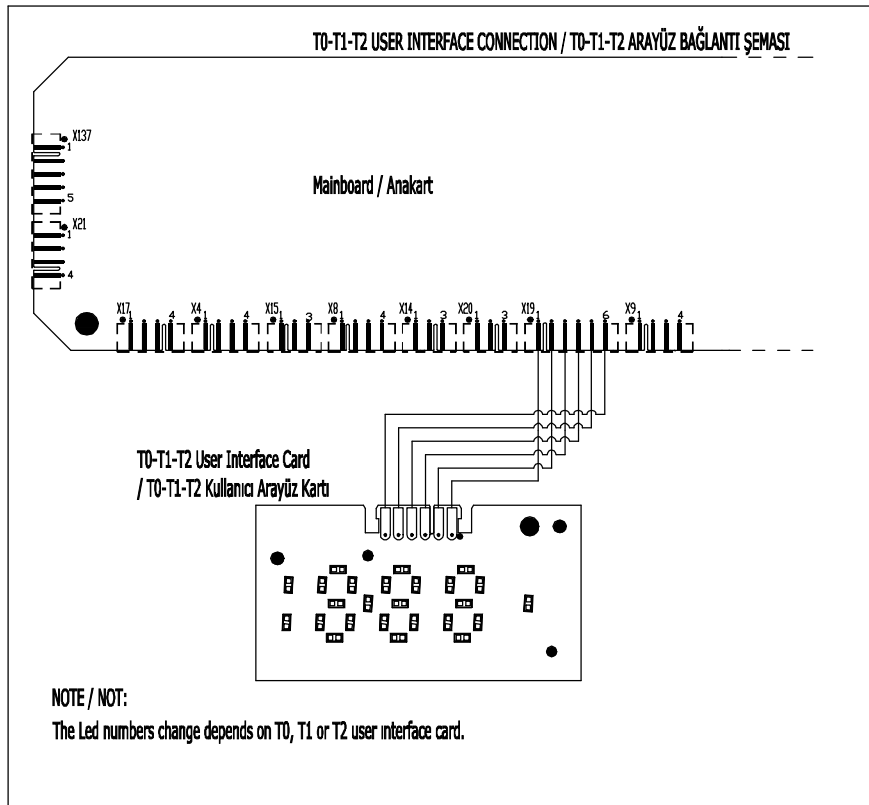 T0-T1-T2 USER INTERFACE CONNECTION / T0-T1-T2 ARAYÜZ BAĞLANTI ŞEMASI
X137
1
5
Mainboard / Anakart
X21
1
4
X17 X4 X15 X8 X14 X20 X19 X9
1 4 1 4 1 3 1 4 1 3 1 3 1 6 1 4
T0-T1-T2 User Interface Card
/ T0-T1-T2 Kullanıcı Arayüz Kartı
NOTE / NOT:
The Led numbers change depends on T0, T1 or T2 user ınterface card.